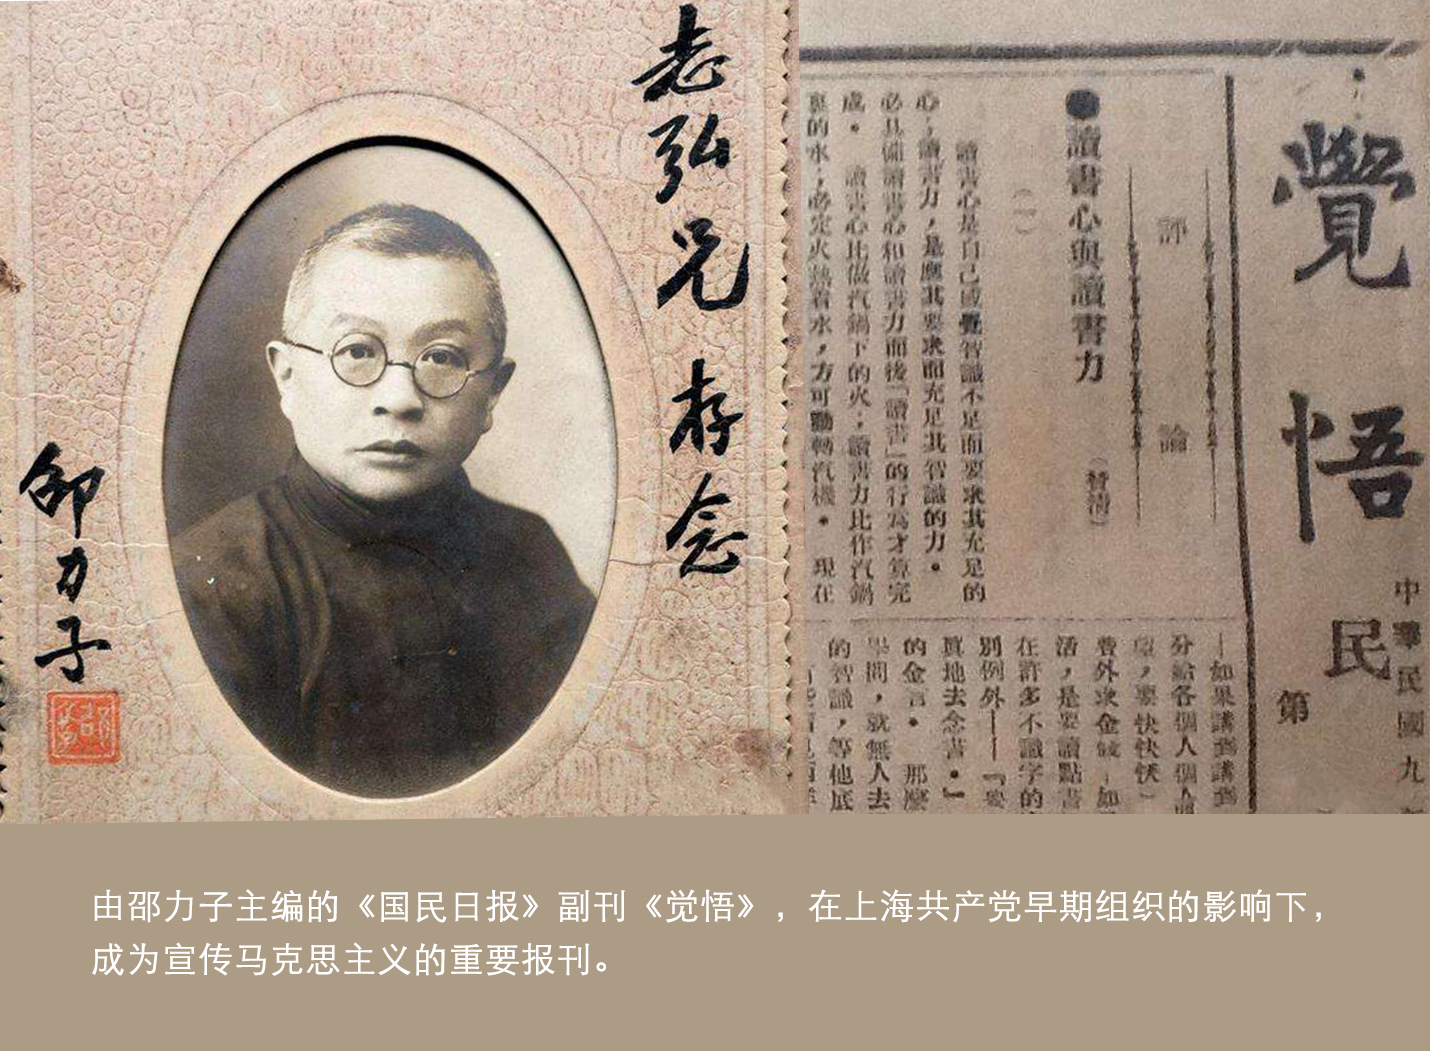 志弘兄 存念
邵力子
覺悟
中華民國九
民
第
評論
●讀書心與讀書力
(一)
讀書心是自己感覺智識不足而要求其充足的
心;讀書力,是應其要求而充足其智識的力。
必具備讀書心和讀書力而後「讀書」的行為才算完
成。 讀書心比做汽鍋下的火;讀書力比作汽鍋
裏的水;必定火熱着水,方可動轉汽機。 現在
—如果講到講到
分給各個人個人
,要快快快)
費外求金錢」如
活,是要讀點書
在許多不識字的
別例外——『要
真地去念書。』
的金言。 那麼
學問,就無人去
的智識,等他底
由邵力子主编的《国民日报》副刊《觉悟》,在上海共产党早期组织的影响下,
成为宣传马克思主义的重要报刊。